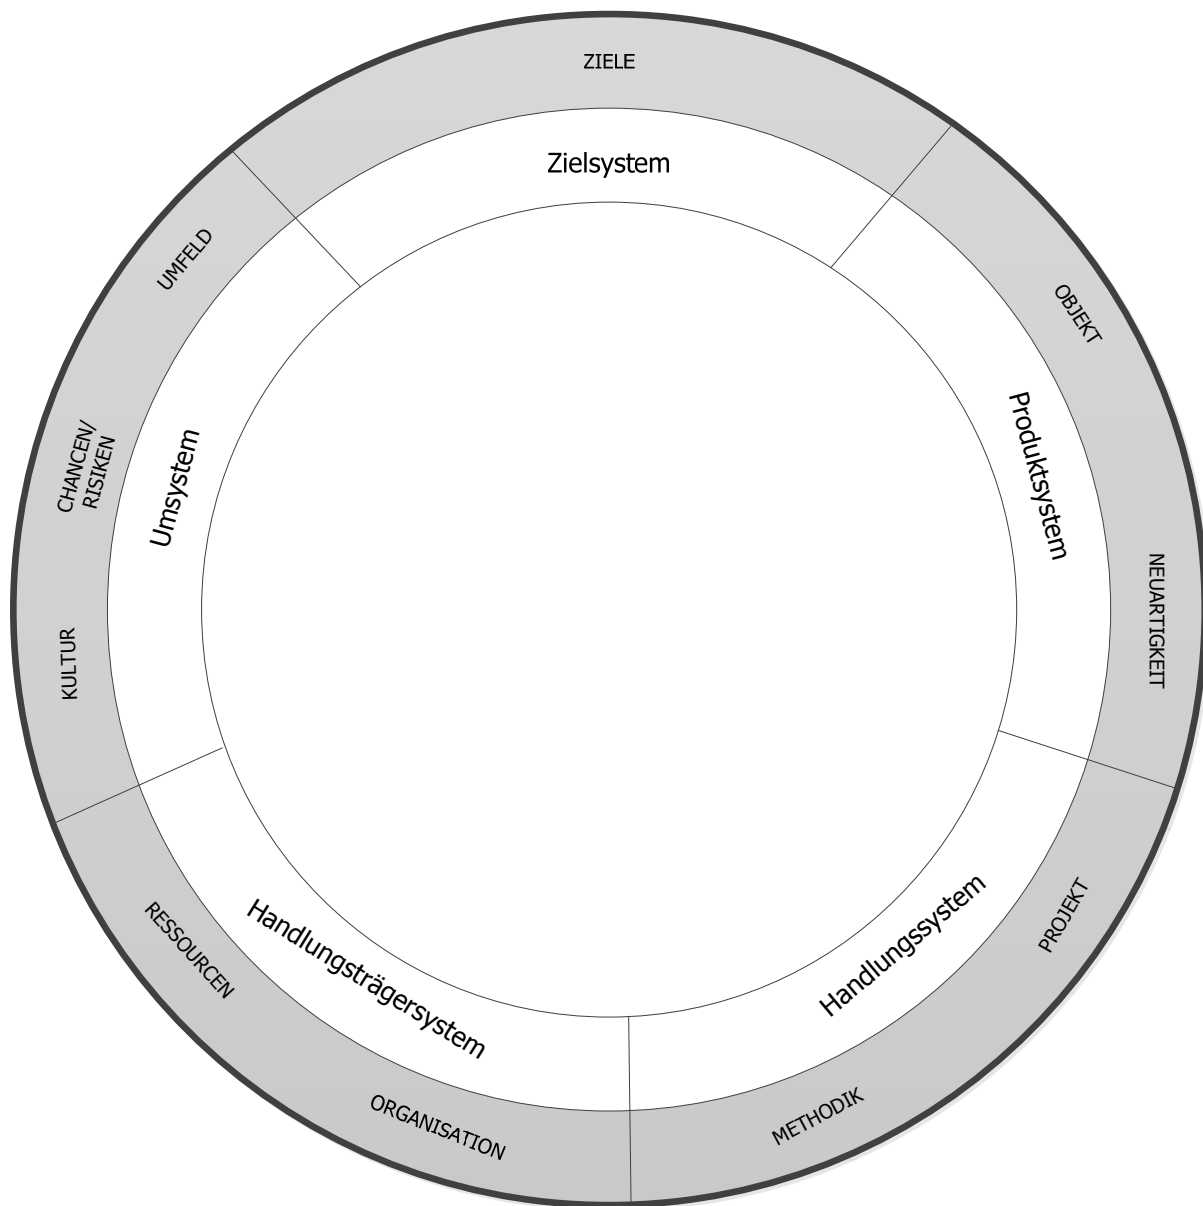 ZIELE
Zielsystem
OBJEKT
Produktsystem
NEUARTIGKEIT
PROJEKT
Handlungssystem
METHODIK
ORGANISATION
Handlungsträgersystem
RESSOURCEN
KULTUR
CHANCEN/
RISIKEN
Umsystem
UMFELD